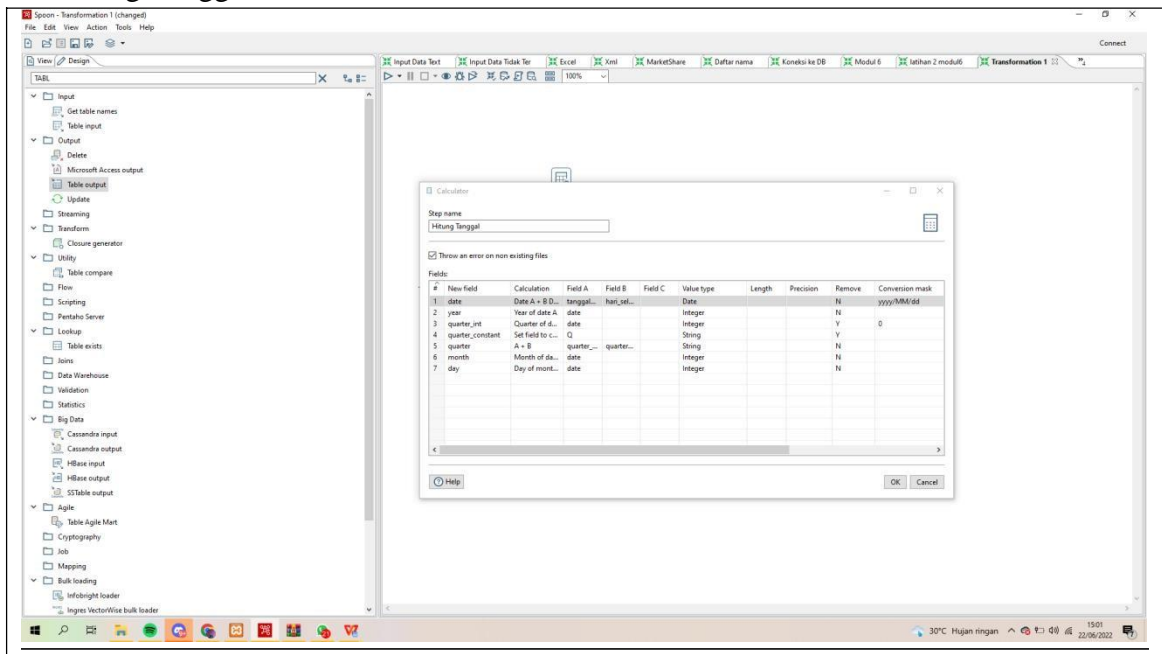 Spoon - Transformation 1 (changed)
File Edit View Action Tools Help
Connect
View Design
TABL
Input
Get table names
Table input
Output
Delete
Microsoft Access output
Table output
Update
Streaming
Transform
Closure generator
Utility
Table compare
Flow
Scripting
Pentaho Server
Lookup
Table exists
Joins
Data Warehouse
Validation
Statistics
Big Data
Cassandra input
Cassandra output
HBase input
HBase output
SSTable output
Agile
Table Agile Mart
Cryptography
Job
Mapping
Bulk loading
Infobright loader
Ingres VectorWise bulk loader
Input Data Text Input Data Tidak Ter Excel Xml MarketShare Daftar nama Koneksi ke DB Modul 6 latihan 2 modul6 Transformation 1
100%
Calculator
Step name
Hitung Tanggal
Throw an error on non existing files
Fields:
# New field Calculation Field A Field B Field C Value type Length Precision Remove Conversion mask
1 date Date A + B D... tanggal... hari_sel... Date N yyyy/MM/dd
2 year Year of date A date Integer N
3 quarter_int Quarter of d... date Integer Y 0
4 quarter_constant Set field to c... Q String Y
5 quarter A + B quarter_... quarter... String N
6 month Month of da... date Integer N
7 day Day of mont... date Integer N
Help
OK Cancel
30°C Hujan ringan
15:01
22/06/2022